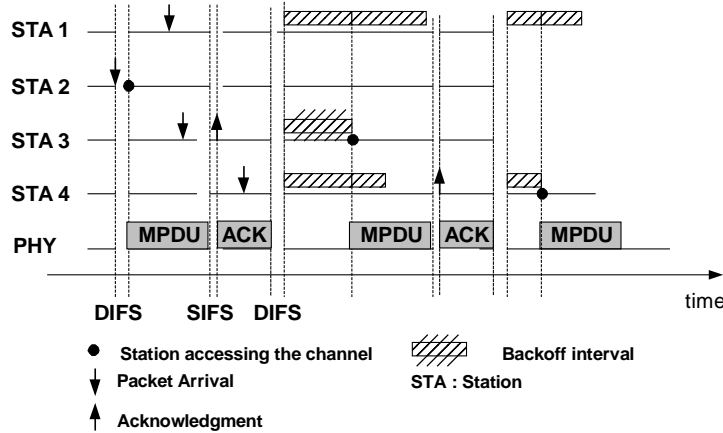 STA 1
STA 2
STA 3
STA 4
PHY
MPDU ACK MPDU ACK MPDU
time
DIFS SIFS DIFS
Station accessing the channel
Backoff interval
Packet Arrival
STA : Station
Acknowledgment